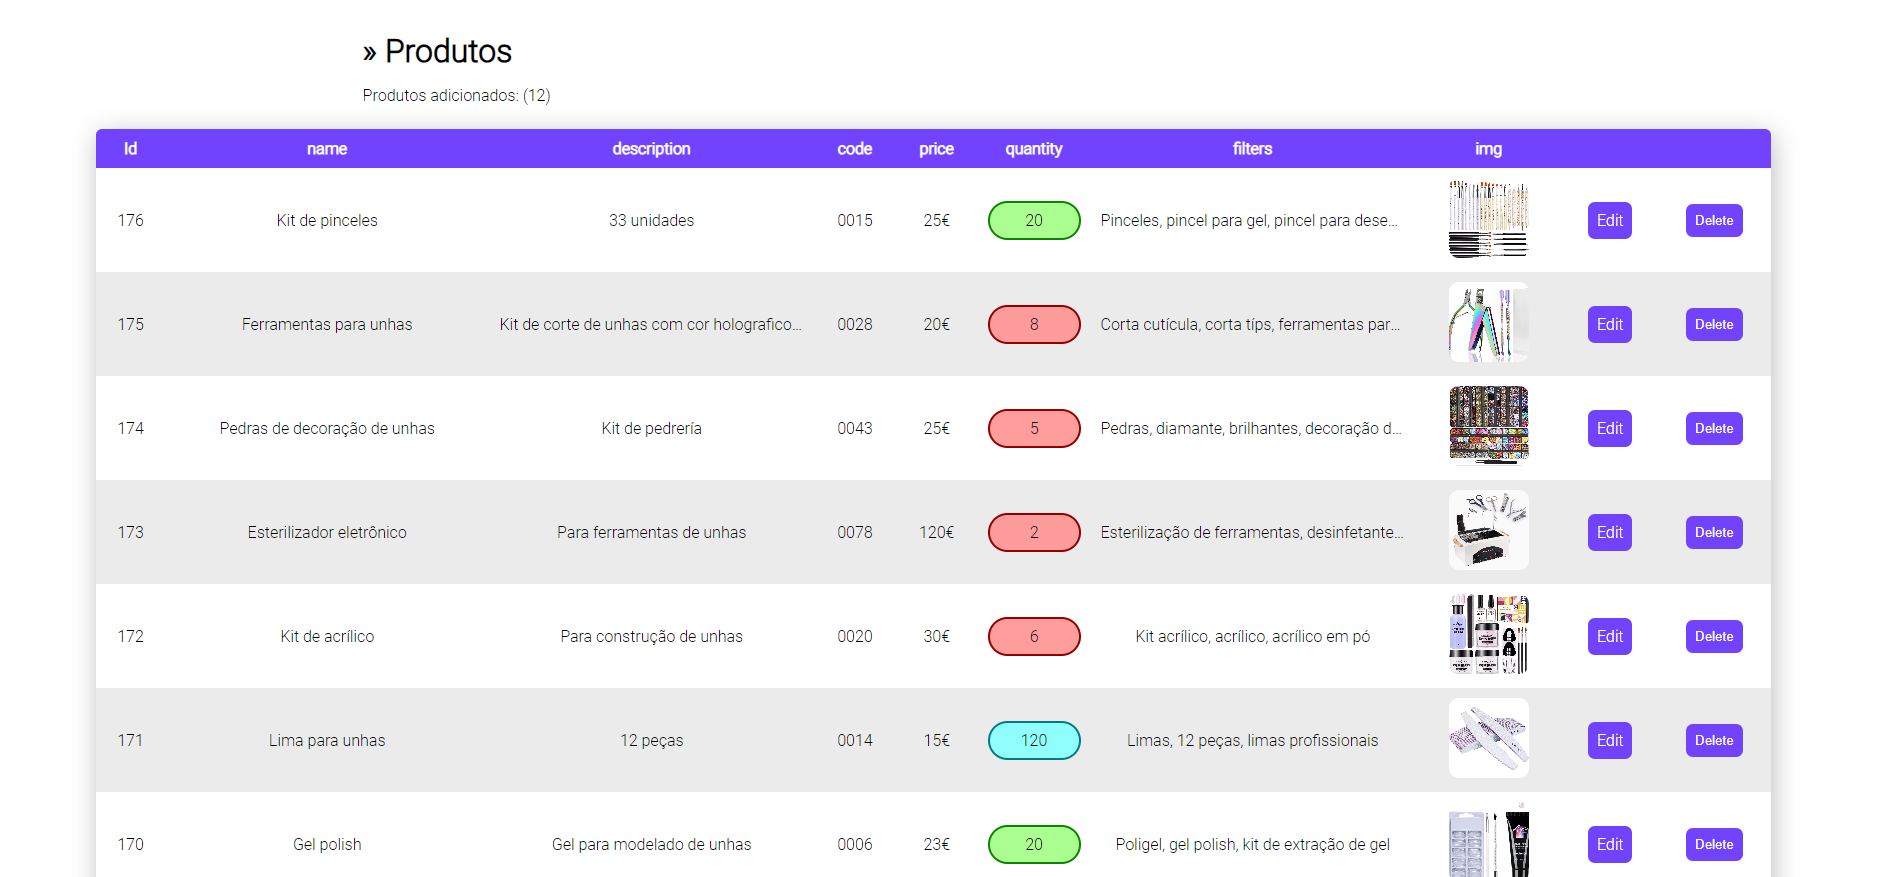 » Produtos
Produtos adicionados: (12)
Id name description code price quantity filters img
176 Kit de pinceles 33 unidades 0015 25€ 20 Pinceles, pincel para gel, pincel para dese... Edit Delete
175 Ferramentas para unhas Kit de corte de unhas com cor holografico... 0028 20€ 8 Corta cutícula, corta típs, ferramentas par... Edit Delete
174 Pedras de decoração de unhas Kit de pedrería 0043 25€ 5 Pedras, diamante, brilhantes, decoração d... Edit Delete
173 Esterilizador eletrônico Para ferramentas de unhas 0078 120€ 2 Esterilização de ferramentas, desinfetante... Edit Delete
172 Kit de acrílico Para construção de unhas 0020 30€ 6 Kit acrílico, acrílico, acrílico em pó Edit Delete
171 Lima para unhas 12 peças 0014 15€ 120 Limas, 12 peças, limas profissionais Edit Delete
170 Gel polish Gel para modelado de unhas 0006 23€ 20 Poligel, gel polish, kit de extração de gel Edit Delete